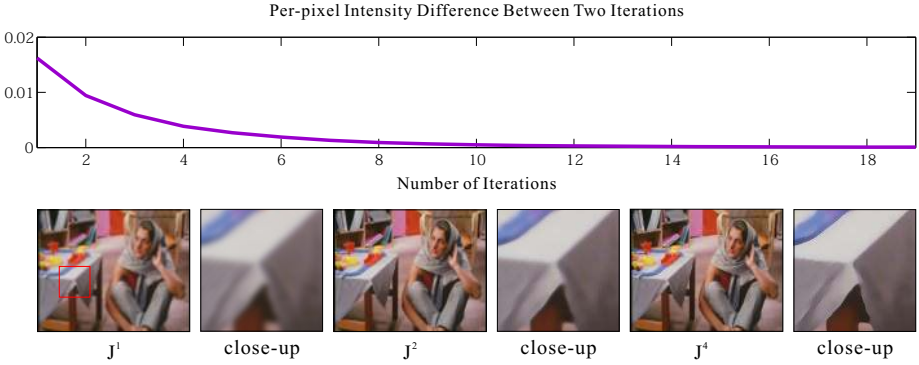 Per-pixel Intensity Difference Between Two Iterations
0.02
0.01
0
2 4 6 8 10 12 14 16 18
Number of Iterations
J¹ close-up J² close-up J⁴ close-up